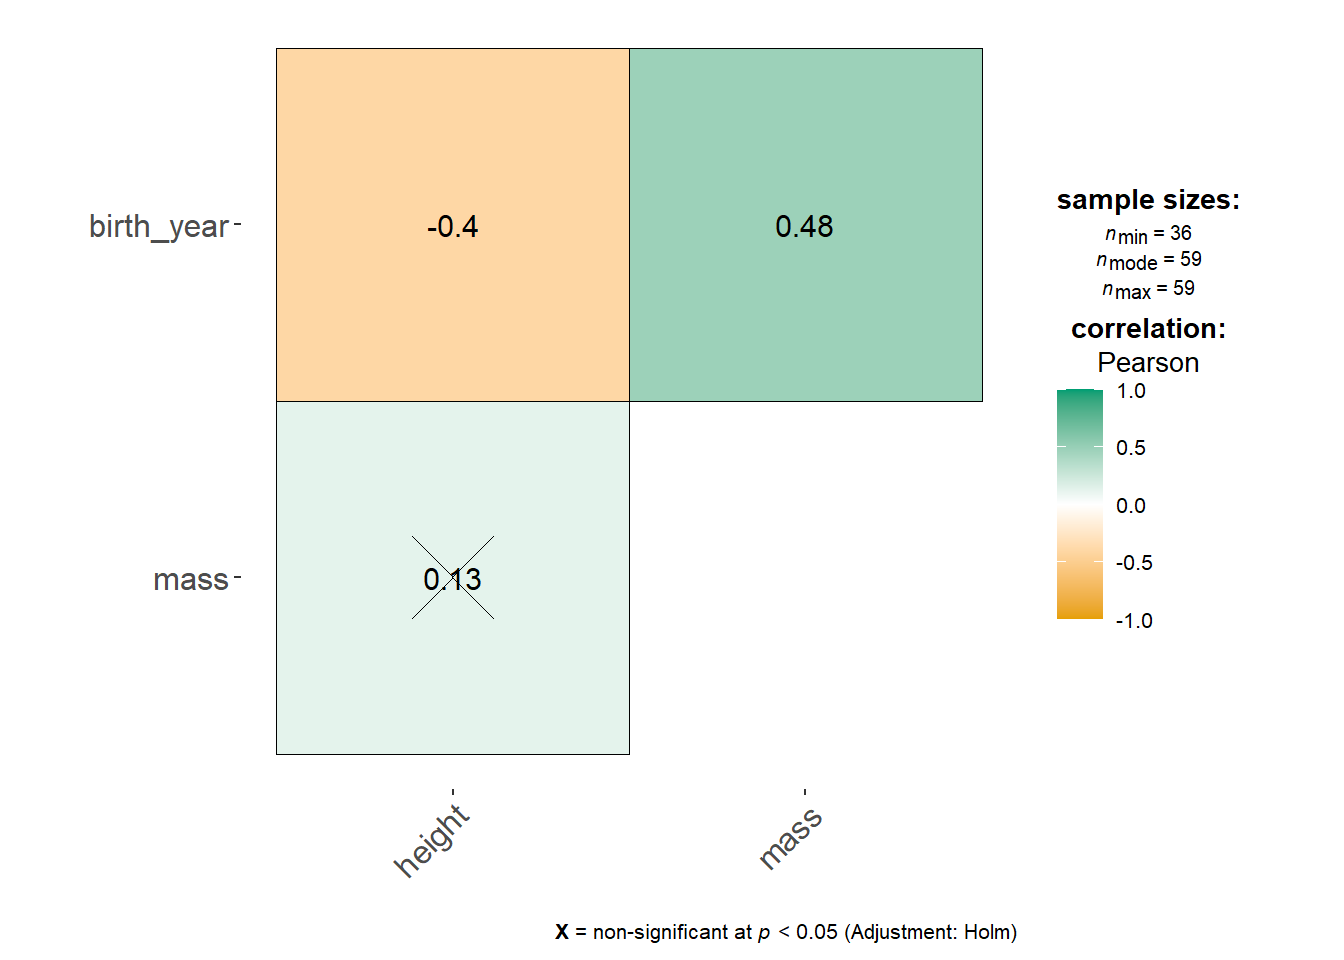 birth_year
-0.4
0.48
mass
0.13
height
mass
sample sizes:
nmin = 36
nmode = 59
nmax = 59
correlation:
Pearson
1.0
0.5
0.0
-0.5
-1.0
X = non-significant at p < 0.05 (Adjustment: Holm)